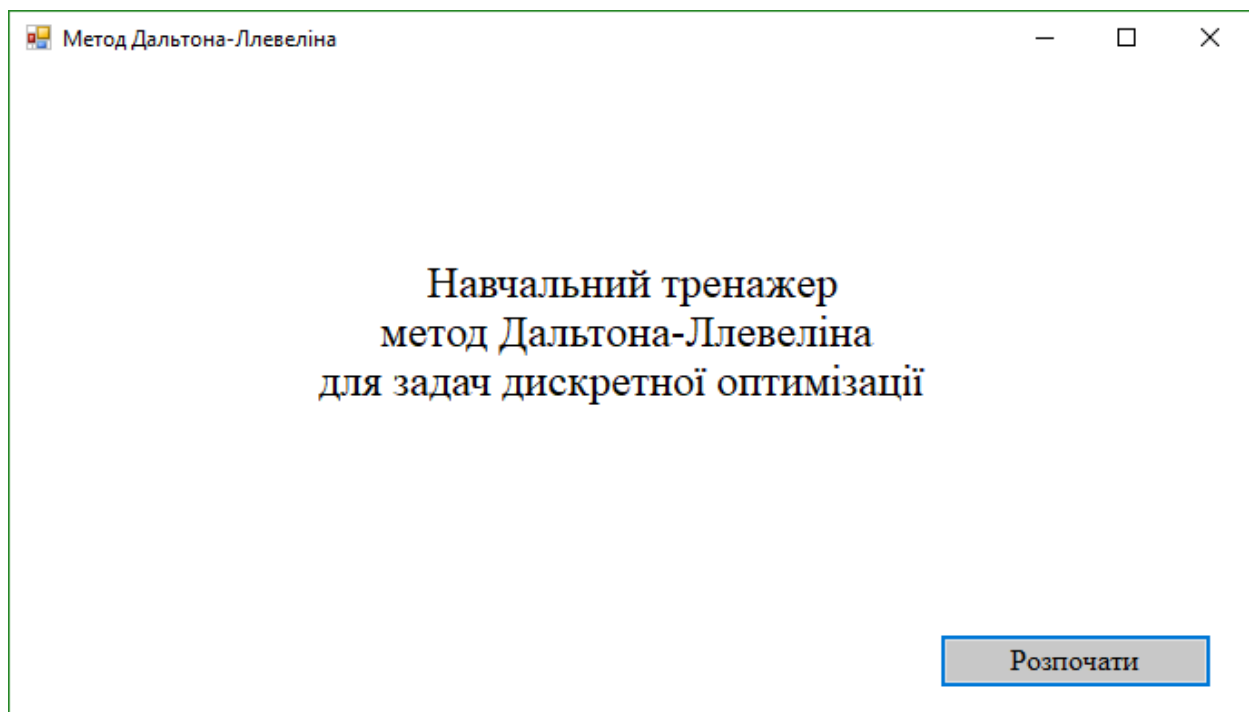 Метод Дальтона-Ллевеліна
Навчальний тренажер
метод Дальтона-Ллевеліна
для задач дискретної оптимізації
Розпочати